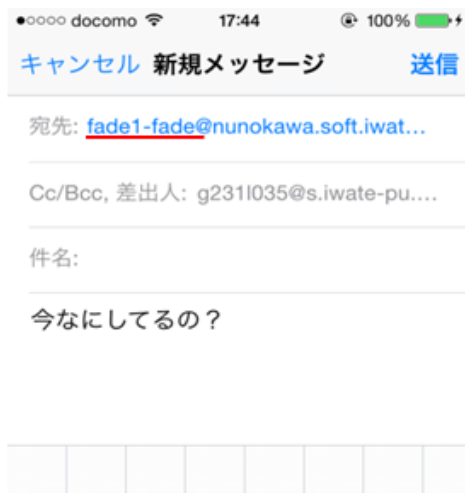 docomo 17:44 100%
キャンセル 新規メッセージ 送信
宛先: fade1-fade@nunokawa.soft.iwat...
Cc/Bcc, 差出人: g231l035@s.iwate-pu....
件名:
今なにしてるの？